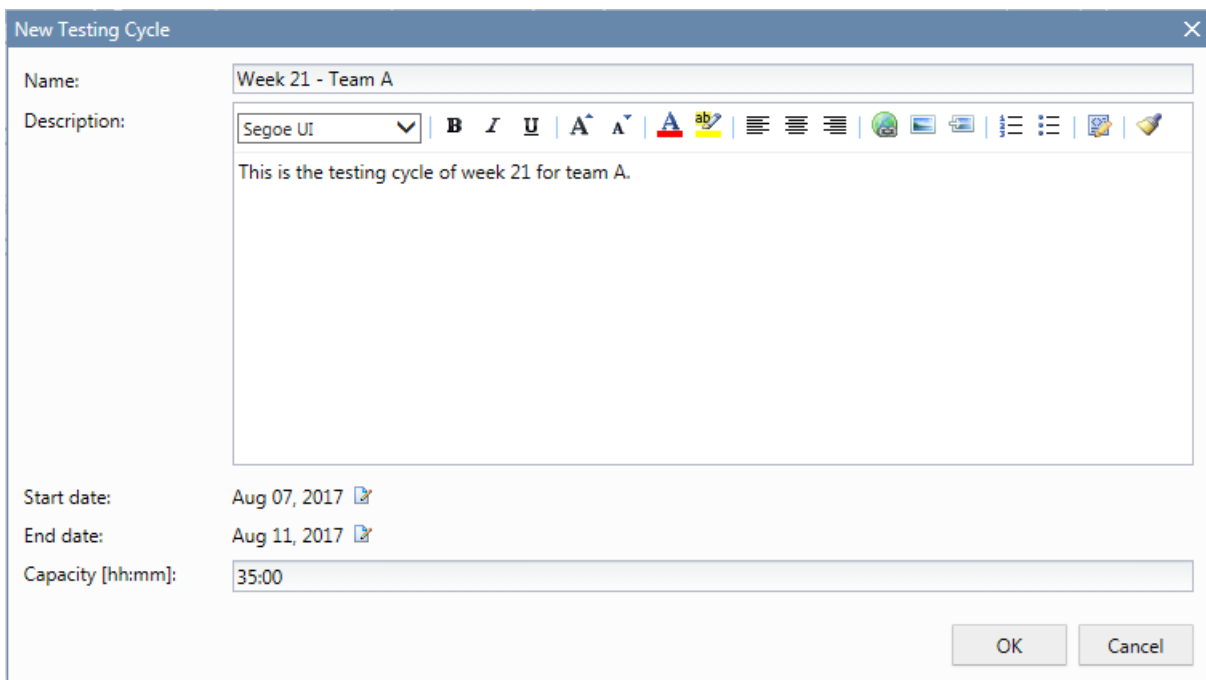 New Testing Cycle
Name:
Week 21 - Team A
Description:
Segoe UI B I U A A A ab
This is the testing cycle of week 21 for team A.
Start date:
Aug 07, 2017
End date:
Aug 11, 2017
Capacity [hh:mm]:
35:00
OK Cancel